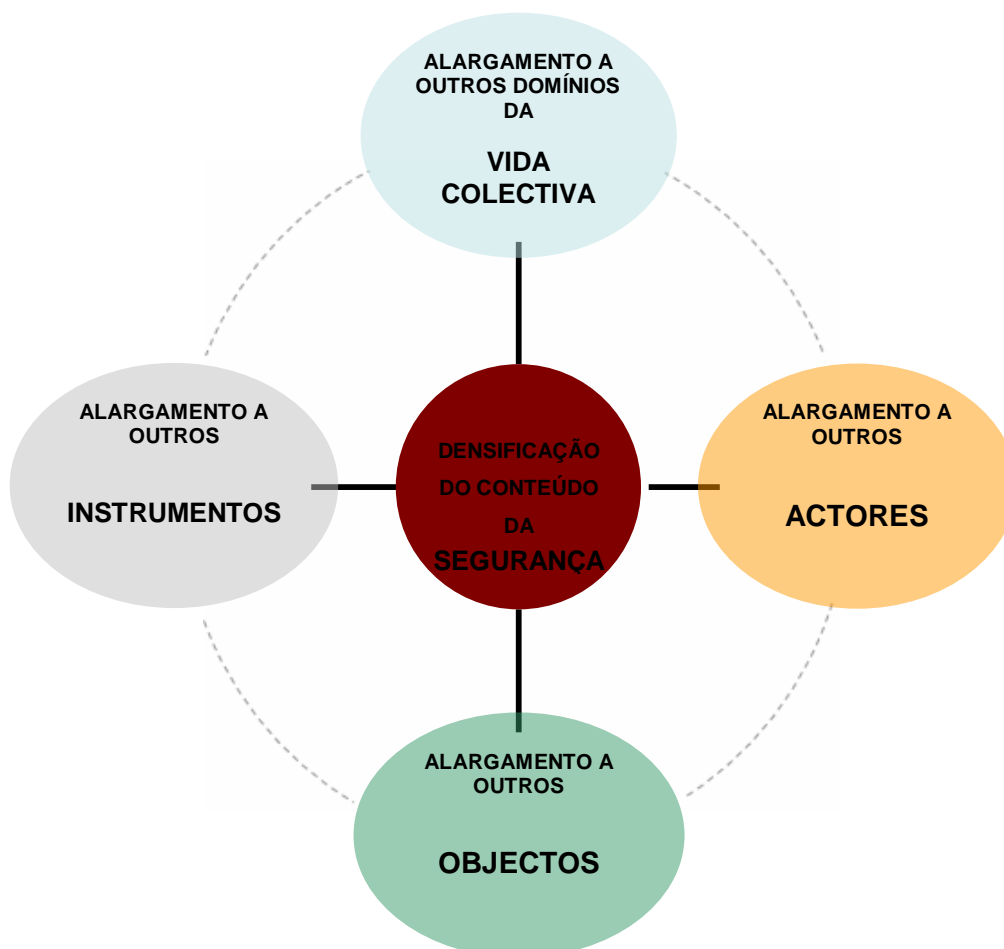 ALARGAMENTO A
OUTROS DOMÍNIOS
DA
VIDA
COLECTIVA
ALARGAMENTO A
OUTROS
INSTRUMENTOS
DENSIFICAÇÃO
DO CONTEÚDO
DA
SEGURANÇA
ALARGAMENTO A
OUTROS
ACTORES
ALARGAMENTO A
OUTROS
OBJECTOS